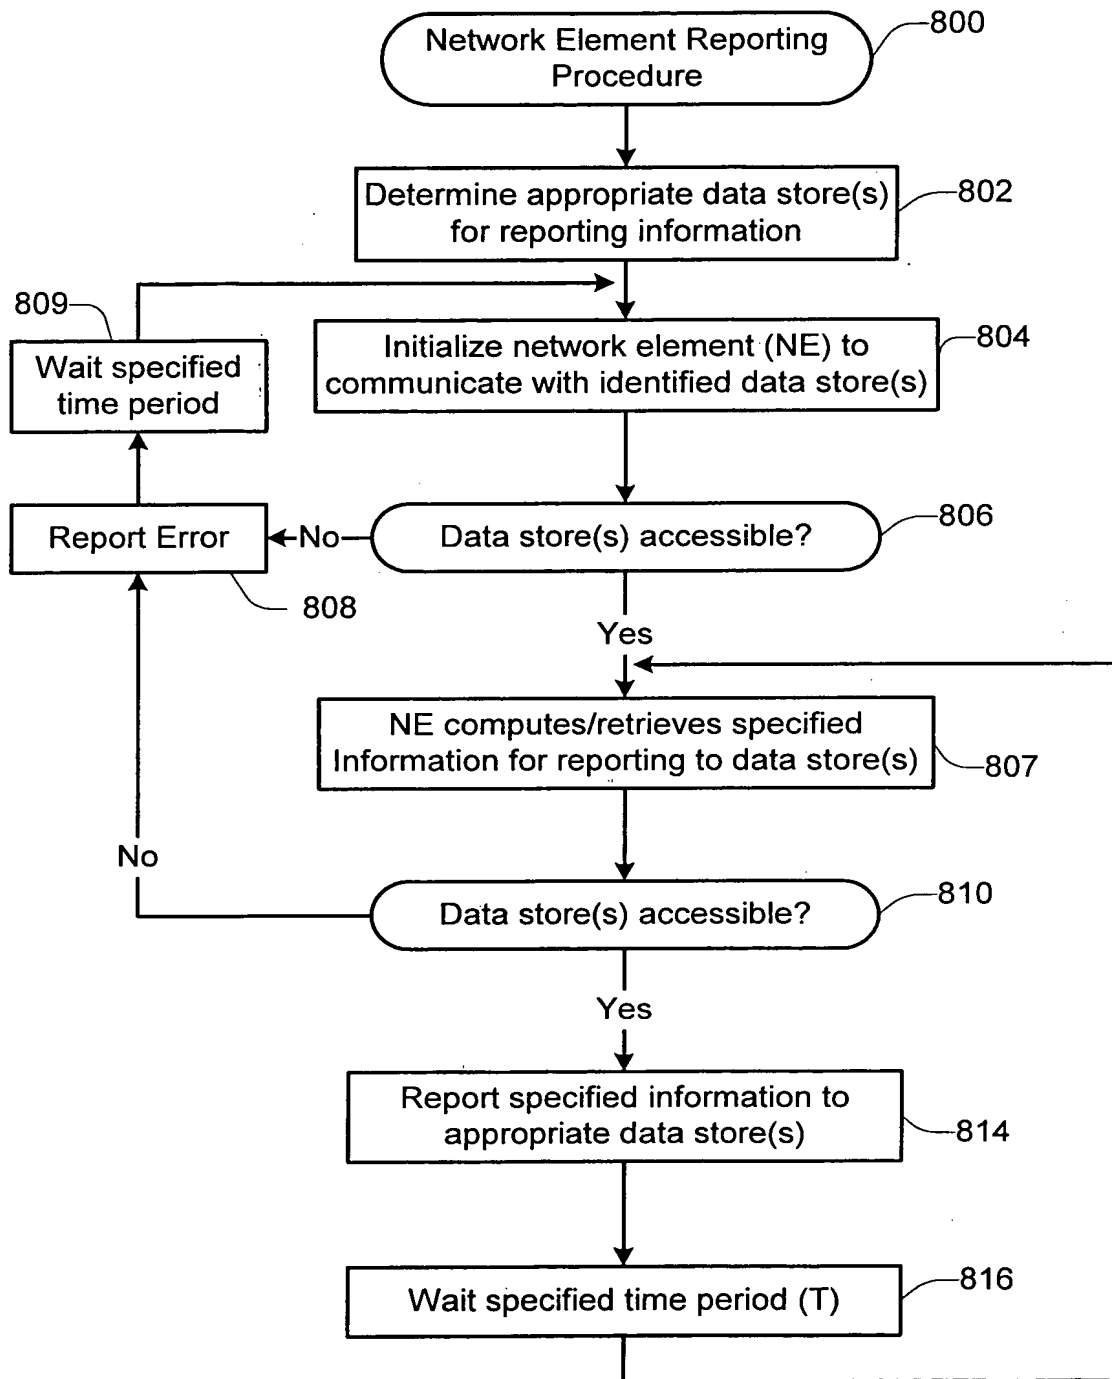 Network Element Reporting
Procedure
800
Determine appropriate data store(s)
for reporting information
802
809
Wait specified
time period
Initialize network element (NE) to
communicate with identified data store(s)
804
Report Error
No
Data store(s) accessible?
806
808
Yes
NE computes/retrieves specified
Information for reporting to data store(s)
807
No
Data store(s) accessible?
810
Yes
Report specified information to
appropriate data store(s)
814
Wait specified time period (T)
816